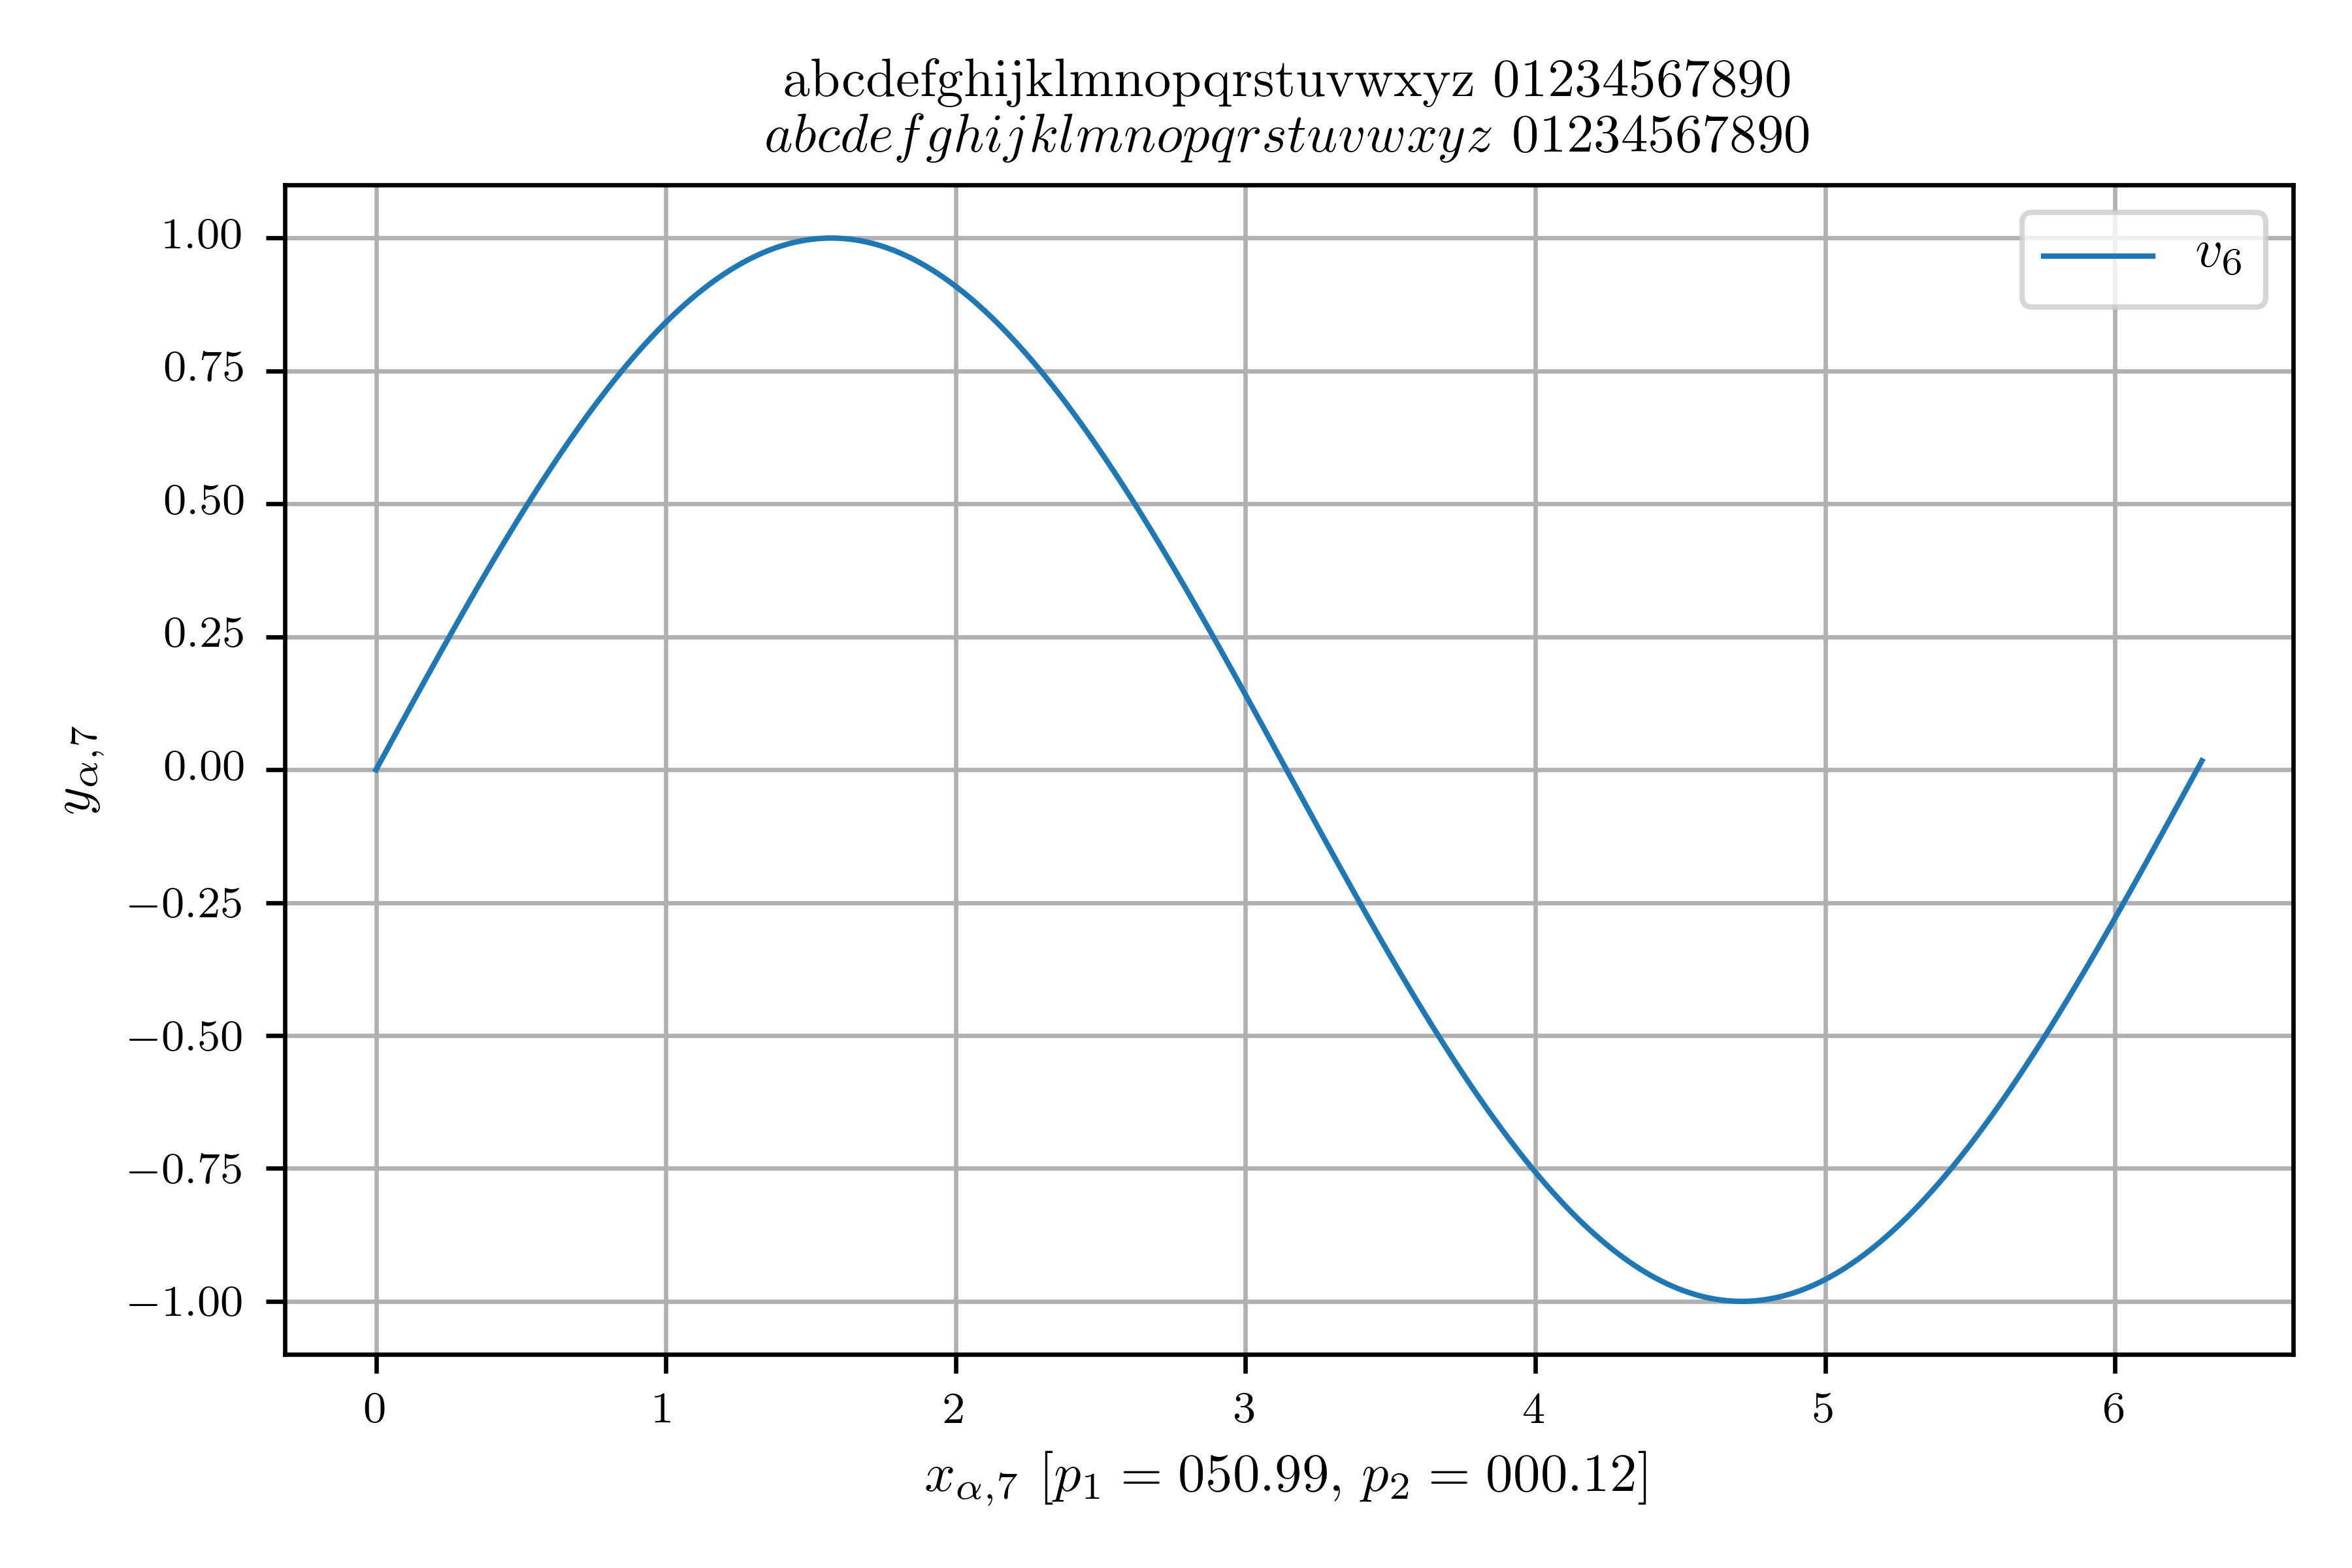 abcdefghijklmnopqrstuvwxyz 01234567890
abcdefghijklmnopqrstuvwxyz 01234567890
v₆
1.00
0.75
0.50
0.25
0.00
−0.25
−0.50
−0.75
−1.00
y_{α,7}
0 1 2 3 4 5 6
x_{α,7} [p₁ = 050.99, p₂ = 000.12]